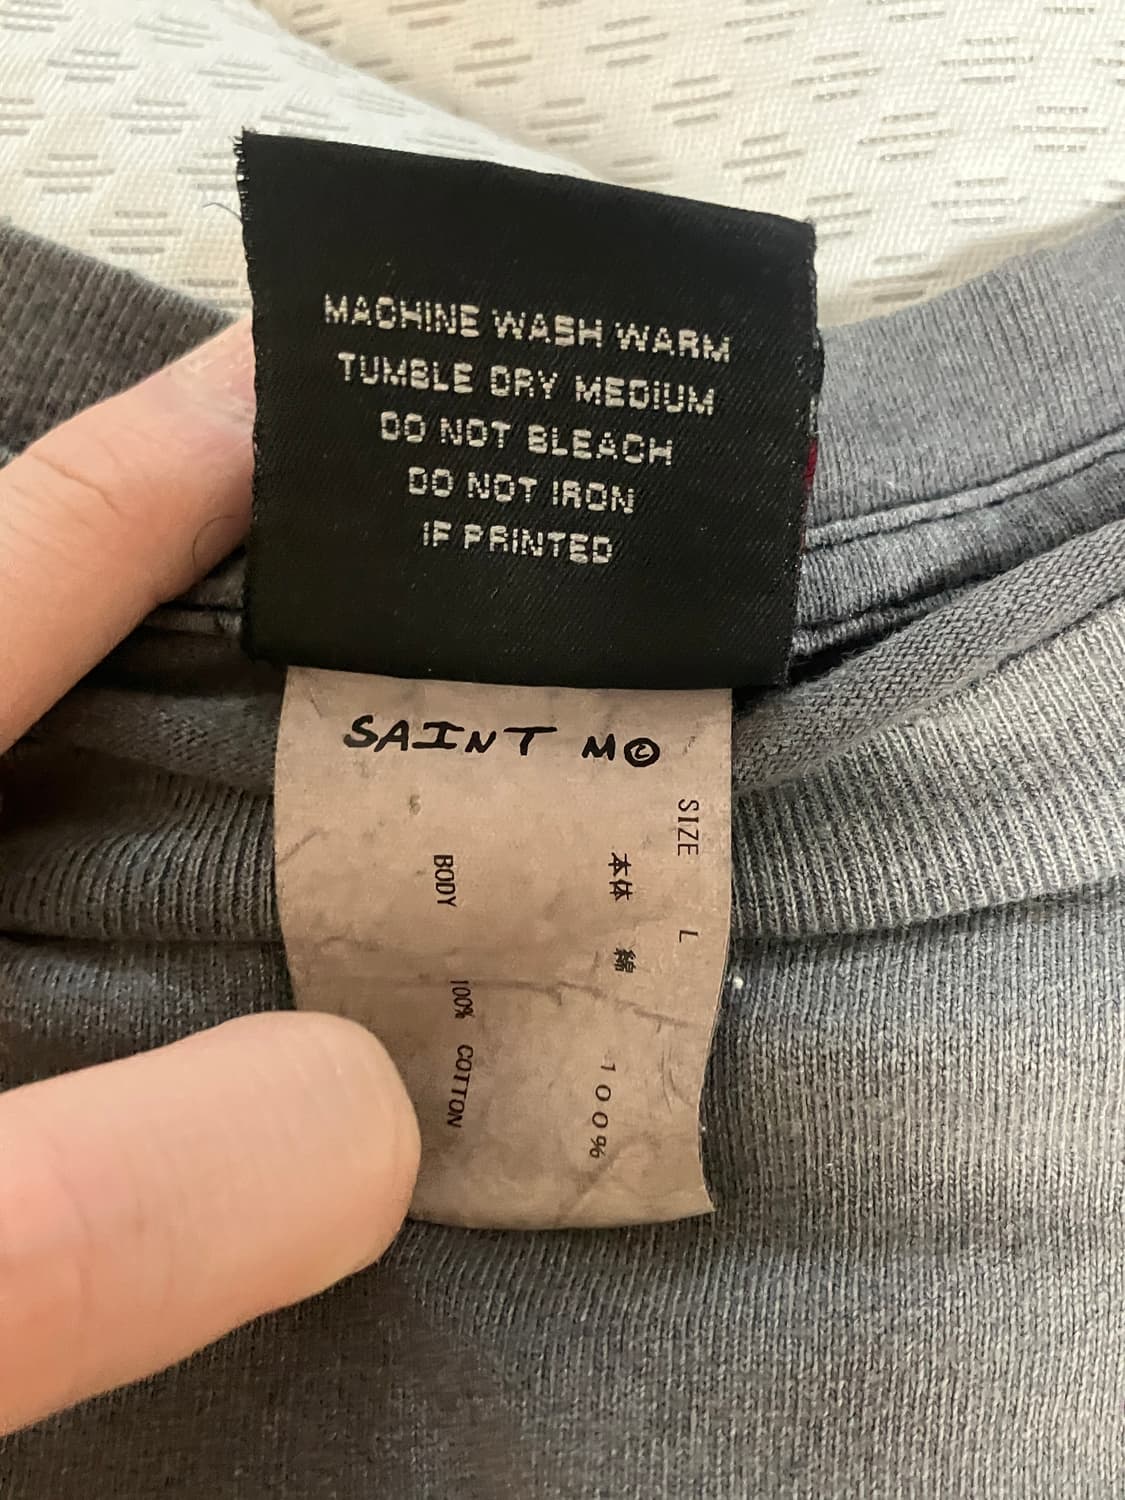 MACHINE WASH WARM
TUMBLE DRY MEDIUM
DO NOT BLEACH
DO NOT IRON
IF PRINTED
SAINT M©
SIZE L
本体 綿 100%
BODY 100% COTTON